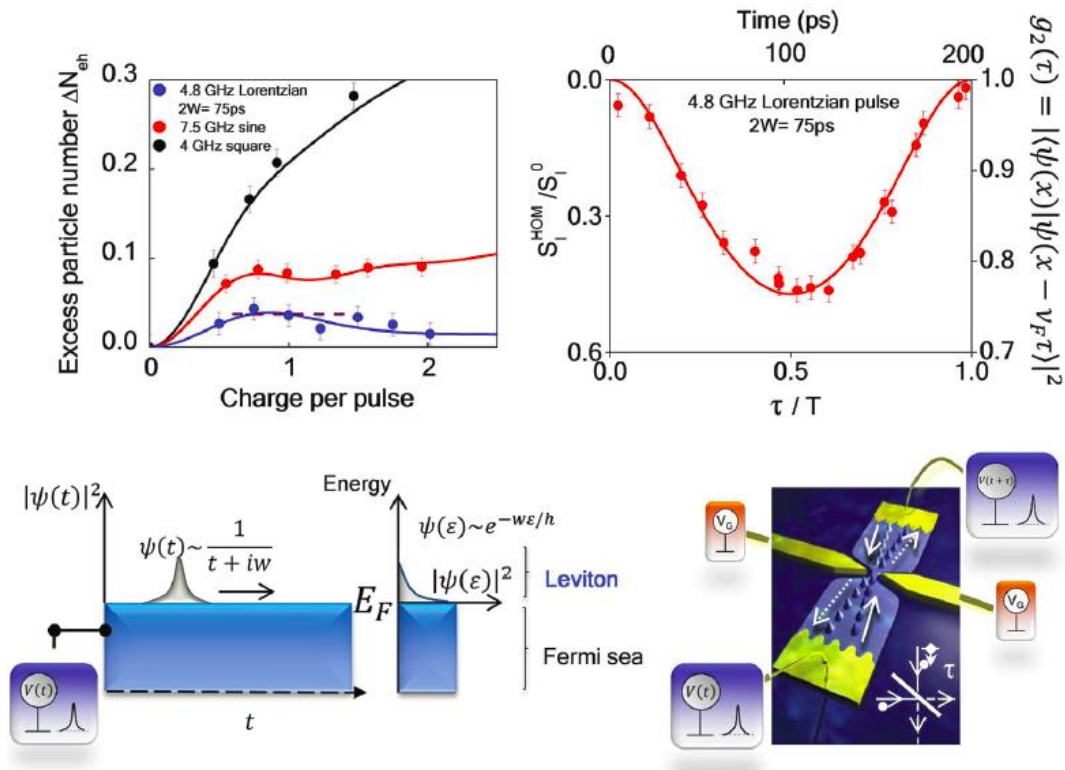 Excess particle number ΔN_eh
0.3
0.2
0.1
0.0
4.8 GHz Lorentzian
2W= 75ps
7.5 GHz sine
4 GHz square
0
1
2
Charge per pulse
Time (ps)
0
100
200
S_I^HOM/S_I^0
0.0
0.3
0.6
4.8 GHz Lorentzian pulse
2W= 75ps
1.0
0.9
0.8
0.7
g₂(τ) = |⟨ψ(x)|ψ(x − v_Fτ)⟩|²
0.0
0.5
1.0
τ / T
|ψ(t)|²
ψ(t)~ 1/(t + iw)
V(t)
t
Energy
ψ(ε)~e^{-wε/h}
|ψ(ε)|²
E_F
Leviton
Fermi sea
V_G
V(t + τ)
V_G
V(t)
τ